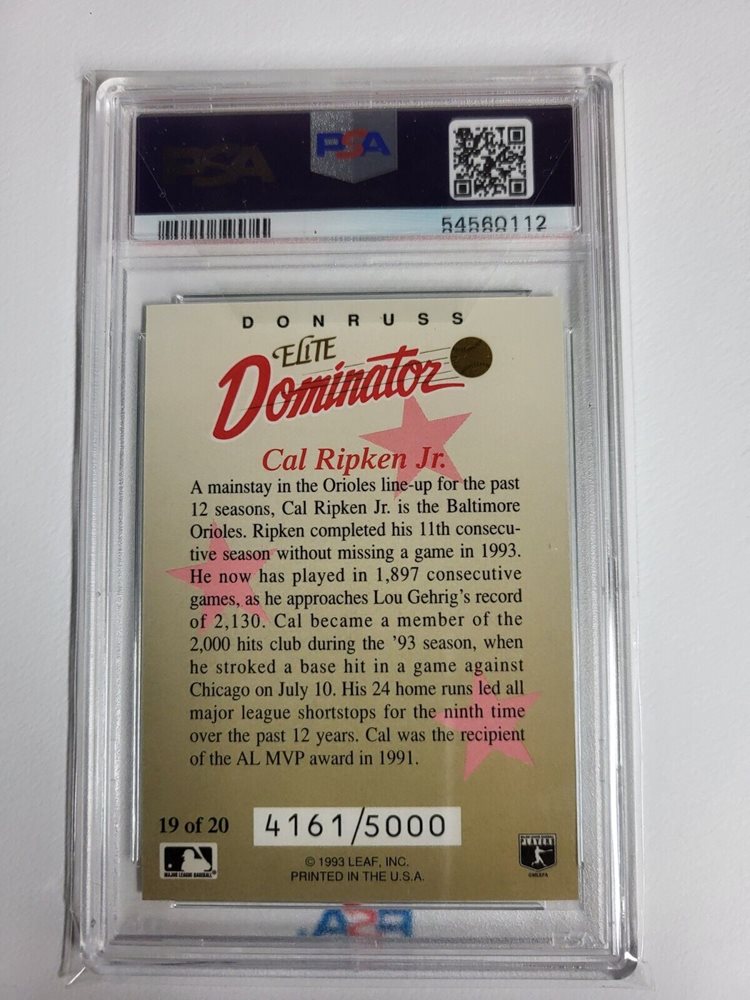 PSA
PSA
54560112
DONRUSS
ELITE
Dominator
Cal Ripken Jr.
A mainstay in the Orioles line-up for the past
12 seasons, Cal Ripken Jr. is the Baltimore
Orioles. Ripken completed his 11th consecu-
tive season without missing a game in 1993.
He now has played in 1,897 consecutive
games, as he approaches Lou Gehrig's record
of 2,130. Cal became a member of the
2,000 hits club during the '93 season, when
he stroked a base hit in a game against
Chicago on July 10. His 24 home runs led all
major league shortstops for the ninth time
over the past 12 years. Cal was the recipient
of the AL MVP award in 1991.
19 of 20
4161/5000
MAJOR LEAGUE BASEBALL
© 1993 LEAF, INC.
PRINTED IN THE U.S.A.
PLAYERS
PSA